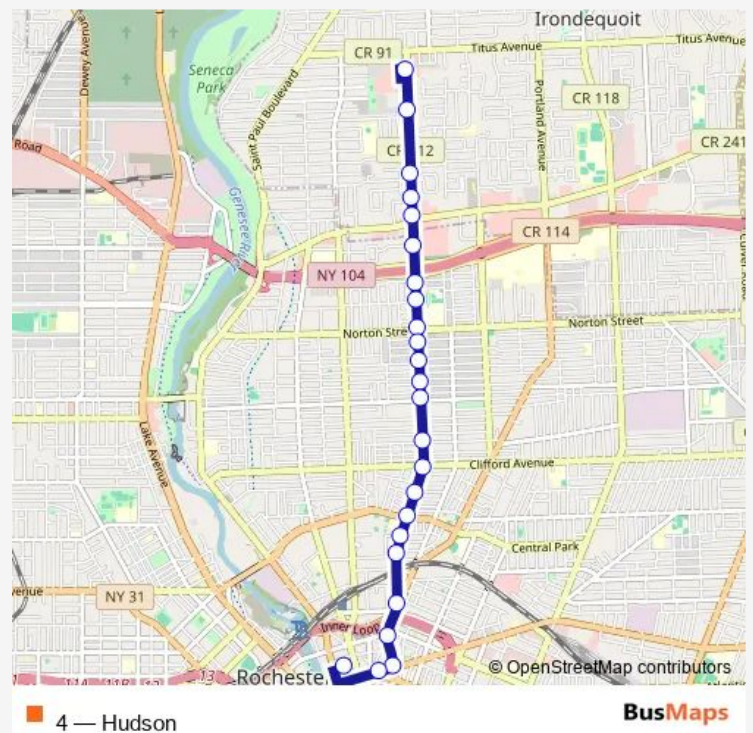 Irondequoit
CR 91
Titus Avenue
Titus Avenue
Dewey Avenue
Seneca
Park
Saint Paul Boulevard
Portland Avenue
CR 118
Road
CR 241
Genesee River
CR 114
NY 104
Norton Stre
Norton Street
Lake Avenue
Clifford Avenue
Central Park
NY 31
venue
Inner Loop
© OpenStreetMap contributors
Rocheste
4 — Hudson
BusMaps